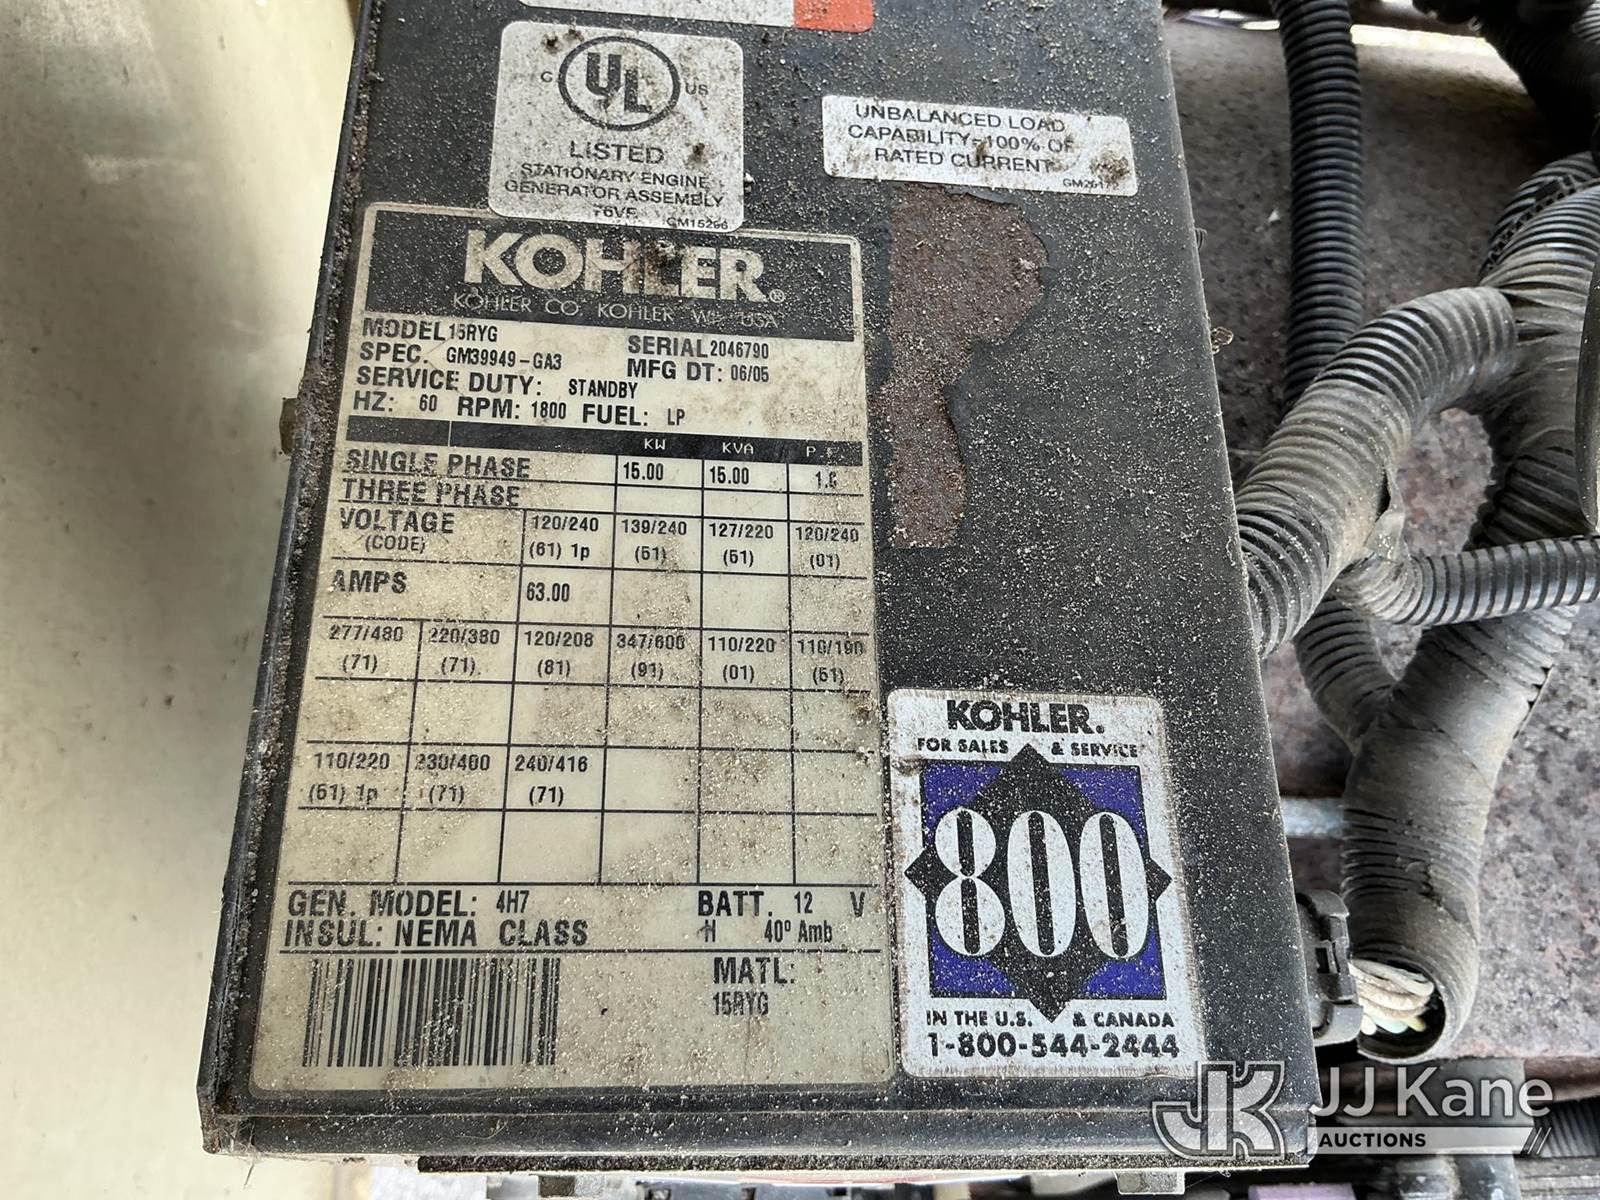 C UL US
LISTED
STATIONARY ENGINE
GENERATOR ASSEMBLY
GM15296
UNBALANCED LOAD
CAPABILITY-100% OF
RATED CURRENT
KOHLER®
KOHLER CO. KOHLER WI. USA
MODEL 15RYG SERIAL 2046790
SPEC. GM39949-GA3 MFG DT: 06/05
SERVICE DUTY: STANDBY
HZ: 60 RPM: 1800 FUEL: LP
KW KVA P F
SINGLE PHASE 15.00 15.00
THREE PHASE
VOLTAGE 120/240 139/240 127/220 120/240
(CODE) (61) 1p (51) (51) (01)
AMPS 63.00
277/480 220/380 120/208 347/600 110/220 110/190
(71) (71) (81) (91) (01) (51)
110/220 230/400 240/416
(61) 1p (71) (71)
GEN. MODEL: 4H7 BATT. 12 V
INSUL: NEMA CLASS H 40° Amb
MATL:
15RYG
KOHLER.
FOR SALES & SERVICE
800
IN THE U.S. & CANADA
1-800-544-2444
JK JJ Kane
AUCTIONS